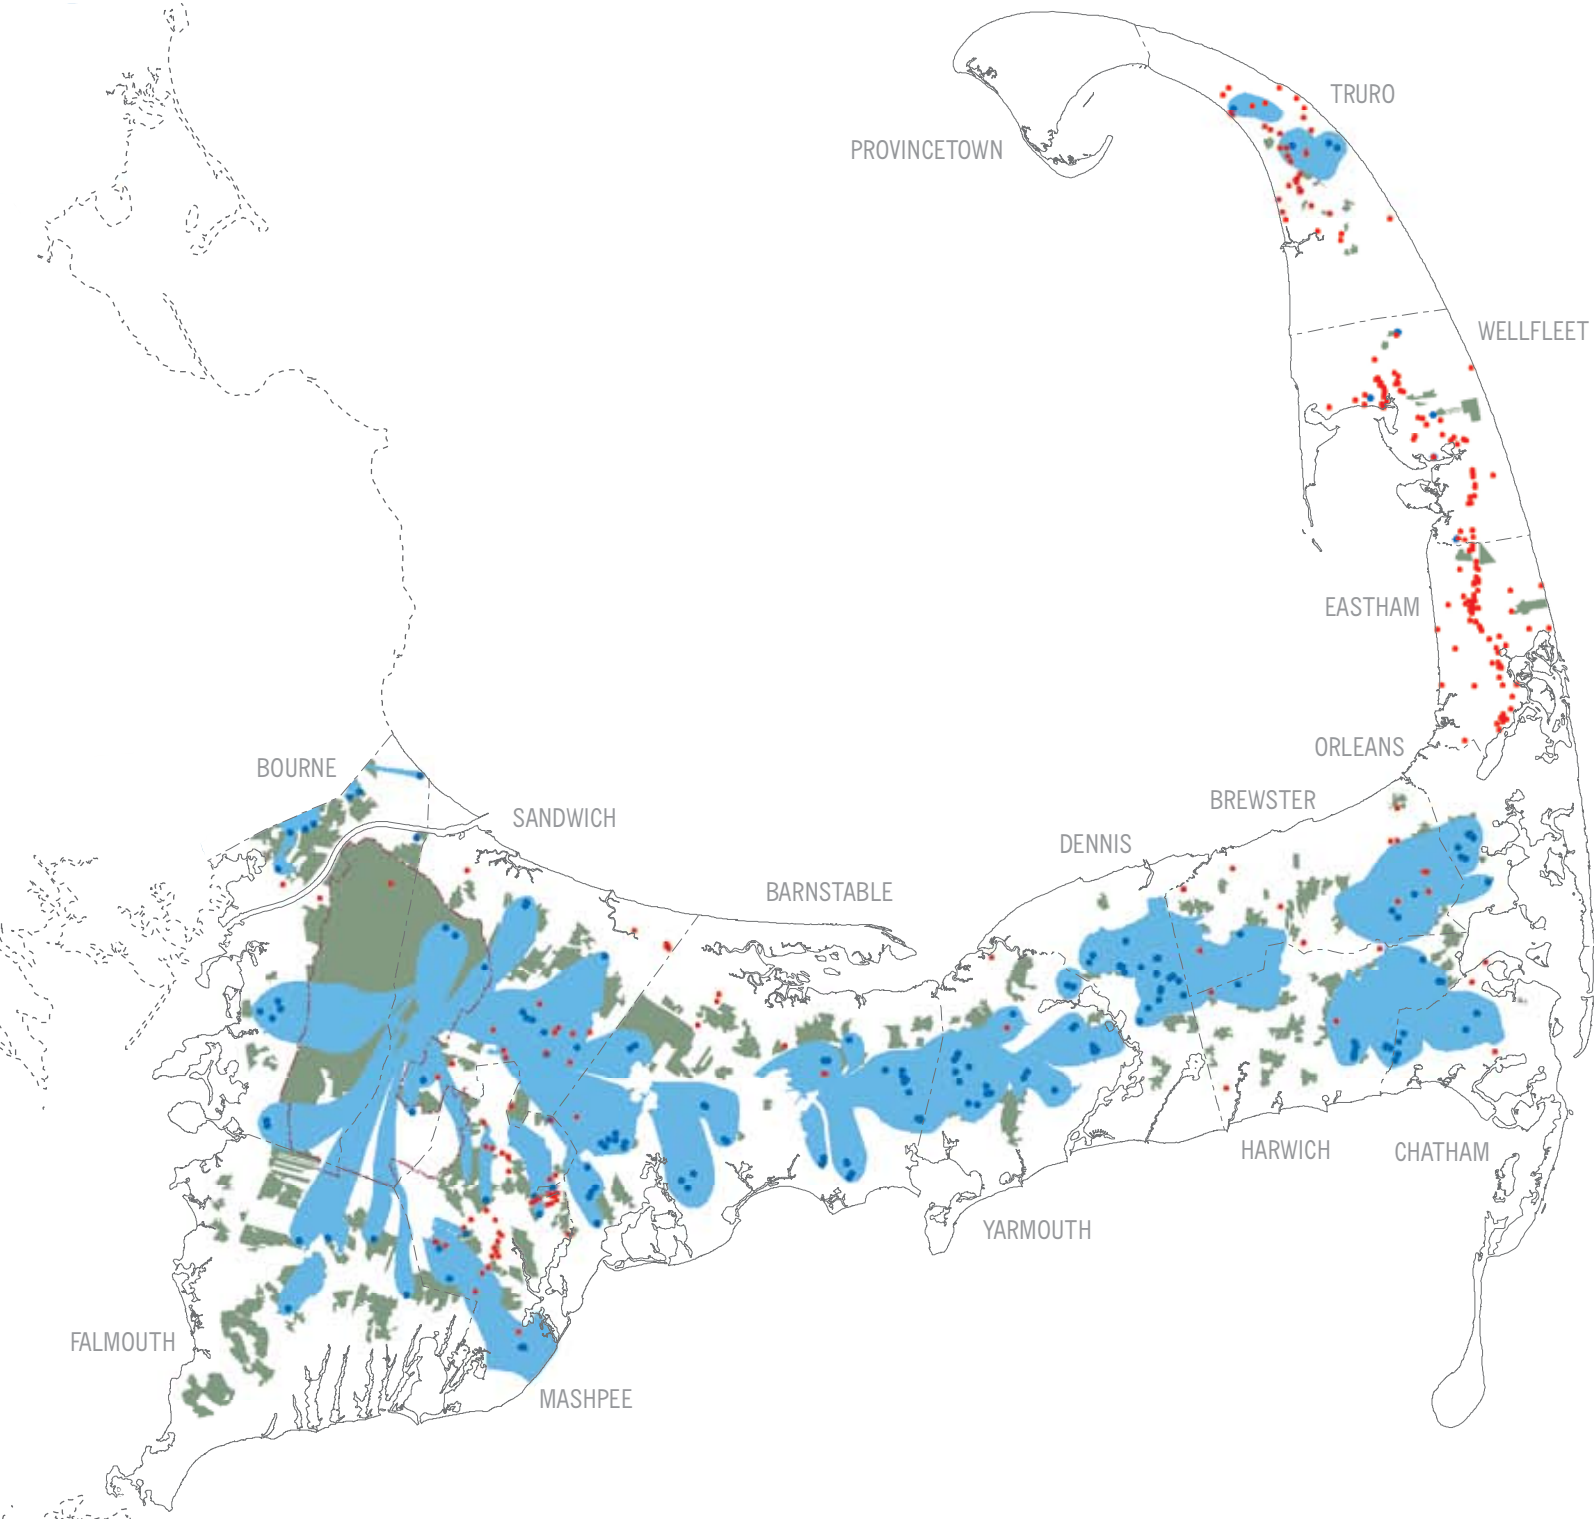 TRURO
PROVINCETOWN
WELLFLEET
EASTHAM
ORLEANS
BOURNE
BREWSTER
SANDWICH
DENNIS
BARNSTABLE
HARWICH
CHATHAM
YARMOUTH
FALMOUTH
MASHPEE